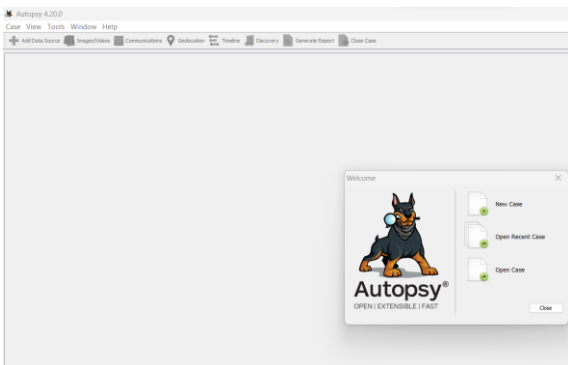 Autopsy 4.20.0
Case View Tools Window Help
Add Data Source Images/Videos Communications Geolocation Timeline Discovery Generate Report Close Case
Welcome
New Case
Open Recent Case
Open Case
Autopsy®
OPEN | EXTENSIBLE | FAST
Close